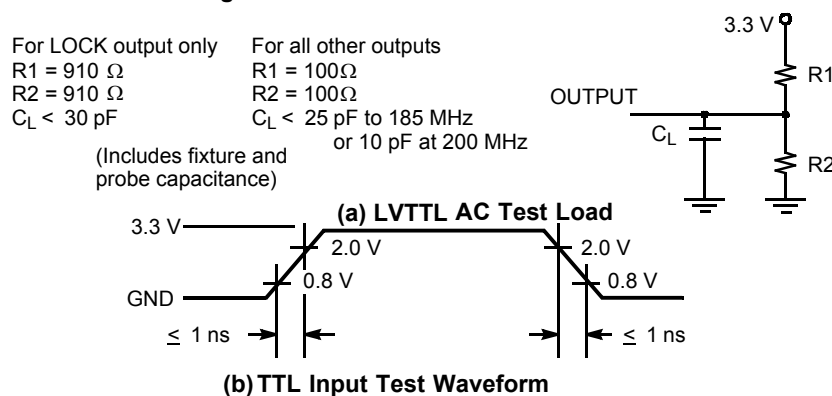 For LOCK output only
R1 = 910 Ω
R2 = 910 Ω
CL < 30 pF
For all other outputs
R1 = 100Ω
R2 = 100Ω
CL < 25 pF to 185 MHz
or 10 pF at 200 MHz
(Includes fixture and
probe capacitance)
3.3 V
R1
OUTPUT
CL
R2
(a) LVTTL AC Test Load
3.3 V
2.0 V
0.8 V
GND
≤ 1 ns
2.0 V
0.8 V
≤ 1 ns
(b) TTL Input Test Waveform